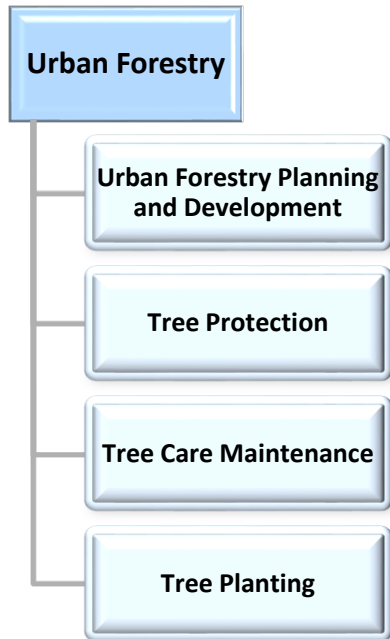 Urban Forestry
Urban Forestry Planning
and Development
Tree Protection
Tree Care Maintenance
Tree Planting